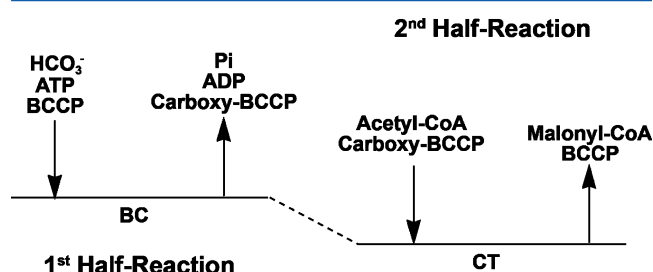 2nd Half-Reaction
HCO3-
ATP
BCCP
Pi
ADP
Carboxy-BCCP
Acetyl-CoA
Carboxy-BCCP
Malonyl-CoA
BCCP
BC
1st Half-Reaction
CT